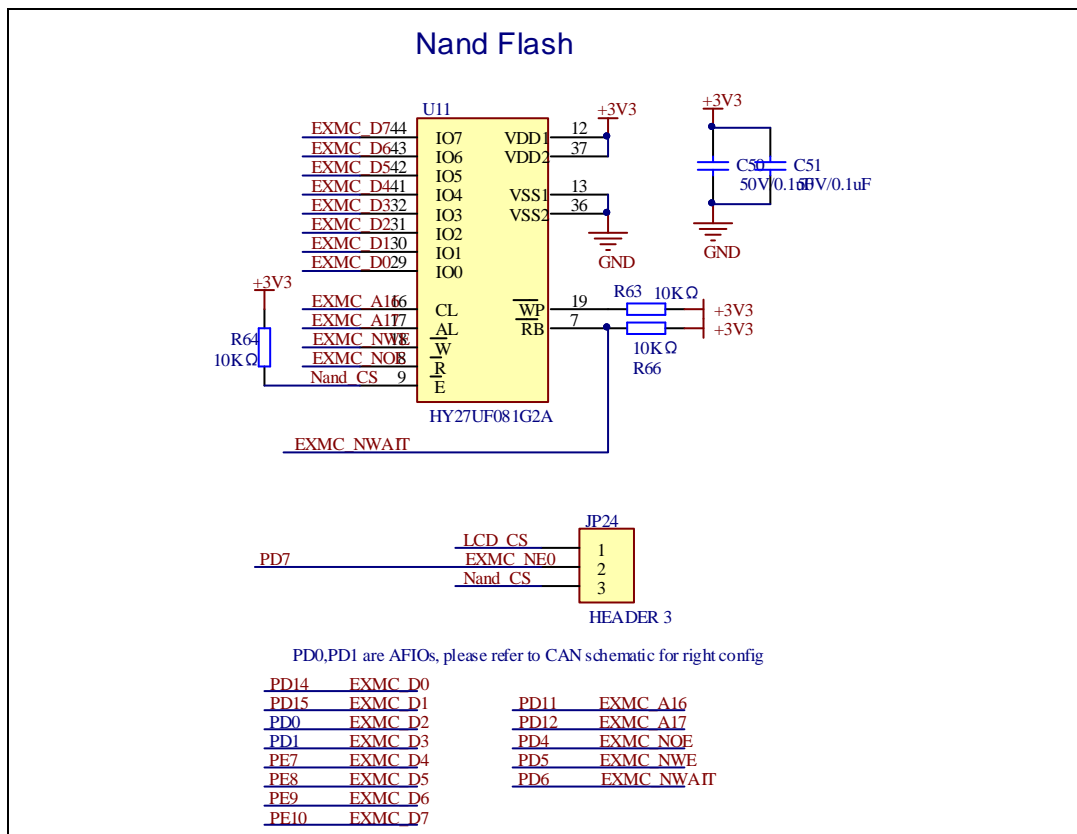 Nand Flash
U11
+3V3
+3V3
EXMC_D7 44 IO7 VDD1 12
EXMC_D6 43 IO6 VDD2 37
EXMC_D5 42 IO5
C50 C51
EXMC_D4 41 IO4 VSS1 13
50V/0.1uF 50V/0.1uF
EXMC_D3 32 IO3 VSS2 36
EXMC_D2 31 IO2
EXMC_D1 30 IO1
GND
GND
EXMC_D0 29 IO0
+3V3
EXMC_A16 16 CL WP 19 R63 10KΩ +3V3
EXMC_A17 17 AL RB 7 +3V3
R64 EXMC_NWE 18 W
10KΩ R66
10KΩ EXMC_NOE 8 R
Nand_CS 9 E
HY27UF081G2A
EXMC_NWAIT
JP24
LCD_CS 1
PD7 EXMC_NE0 2
Nand_CS 3
HEADER 3
PD0,PD1 are AFIOs, please refer to CAN schematic for right config
PD14 EXMC_D0
PD15 EXMC_D1
PD0 EXMC_D2
PD1 EXMC_D3
PE7 EXMC_D4
PE8 EXMC_D5
PE9 EXMC_D6
PE10 EXMC_D7
PD11 EXMC_A16
PD12 EXMC_A17
PD4 EXMC_NOE
PD5 EXMC_NWE
PD6 EXMC_NWAIT